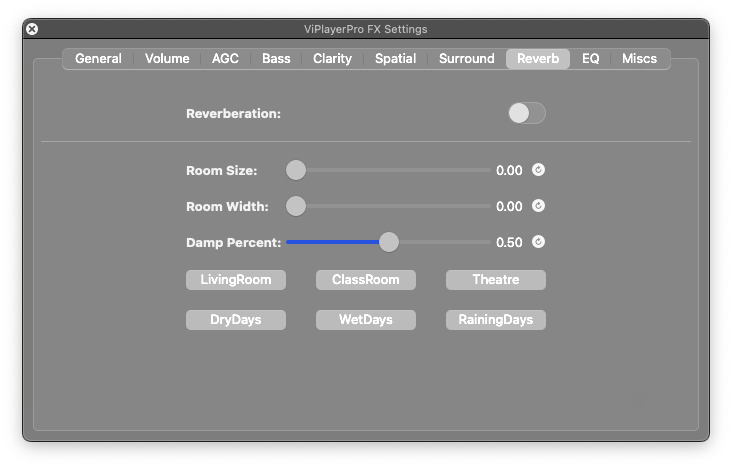 ViPlayerPro FX Settings
General Volume AGC Bass Clarity Spatial Surround Reverb EQ Miscs
Reverberation:
Room Size: 0.00
Room Width: 0.00
Damp Percent: 0.50
LivingRoom ClassRoom Theatre
DryDays WetDays RainingDays